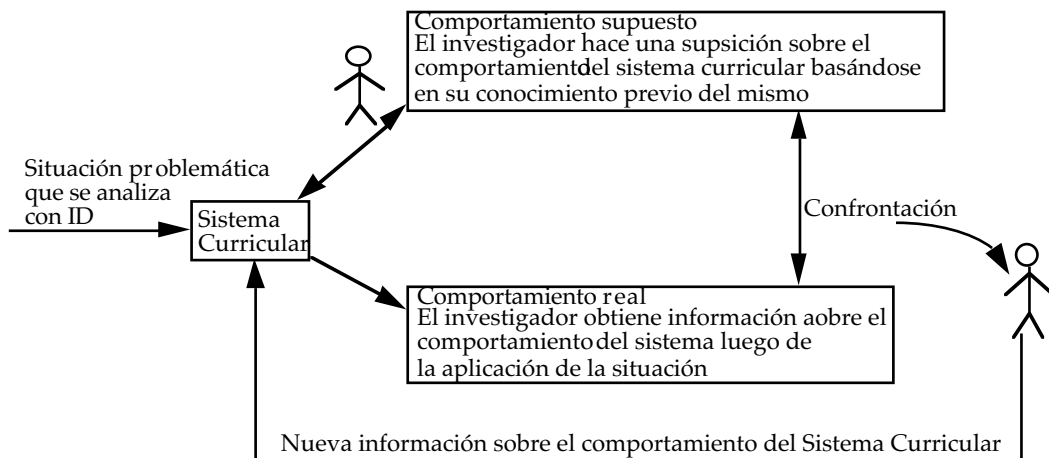 Comportamiento supuesto
El investigador hace una supsición sobre el
comportamientodel sistema curricular basándose
en su conocimiento previo del mismo
Situación problemática
que se analiza
con ID
Sistema
Curricular
Confrontación
Comportamiento real
El investigador obtiene información aobre el
comportamiento del sistema luego de
la aplicación de la situación
Nueva información sobre el comportamiento del Sistema Curricular